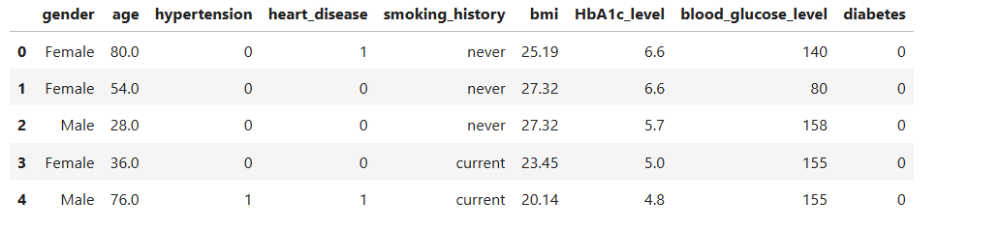 gender age hypertension heart_disease smoking_history bmi HbA1c_level blood_glucose_level diabetes
0 Female 80.0 0 1 never 25.19 6.6 140 0
1 Female 54.0 0 0 never 27.32 6.6 80 0
2 Male 28.0 0 0 never 27.32 5.7 158 0
3 Female 36.0 0 0 current 23.45 5.0 155 0
4 Male 76.0 1 1 current 20.14 4.8 155 0